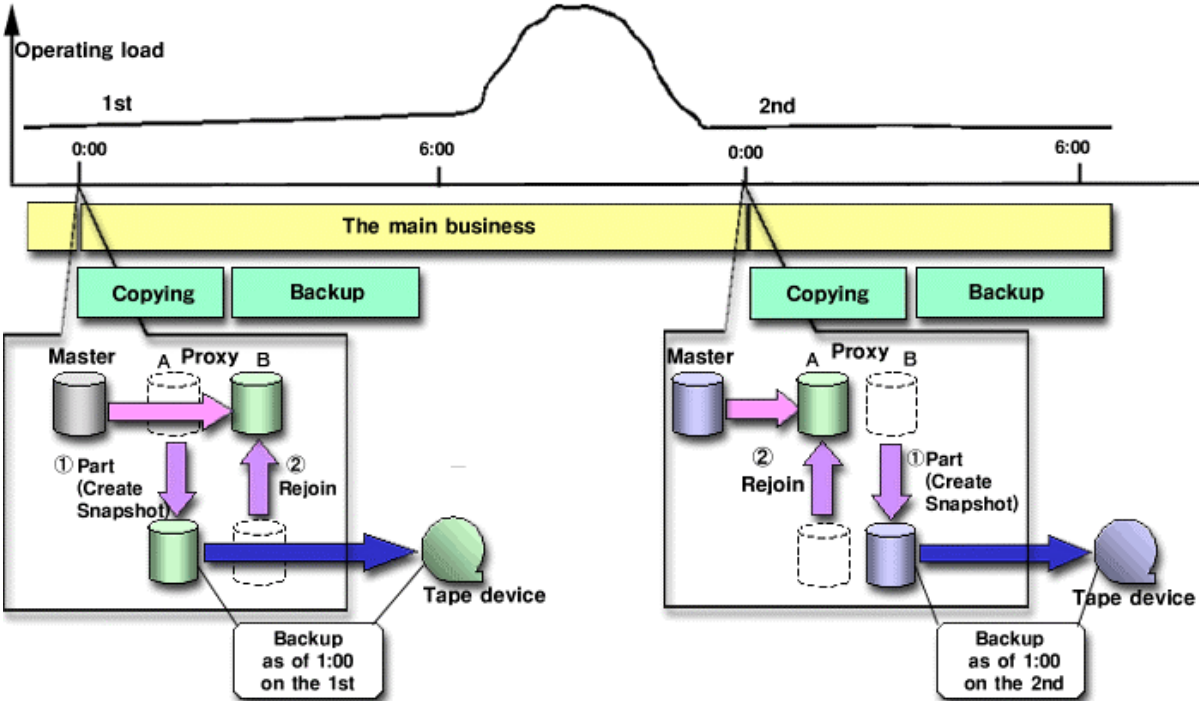 Operating load
1st
2nd
0:00
6:00
0:00
6:00
The main business
Copying
Backup
Copying
Backup
Master
A
Proxy
B
① Part
(Create
Snapshot)
②
Rejoin
Tape device
Backup
as of 1:00
on the 1st
Master
A
Proxy
B
②
Rejoin
① Part
(Create
Snapshot)
Tape device
Backup
as of 1:00
on the 2nd